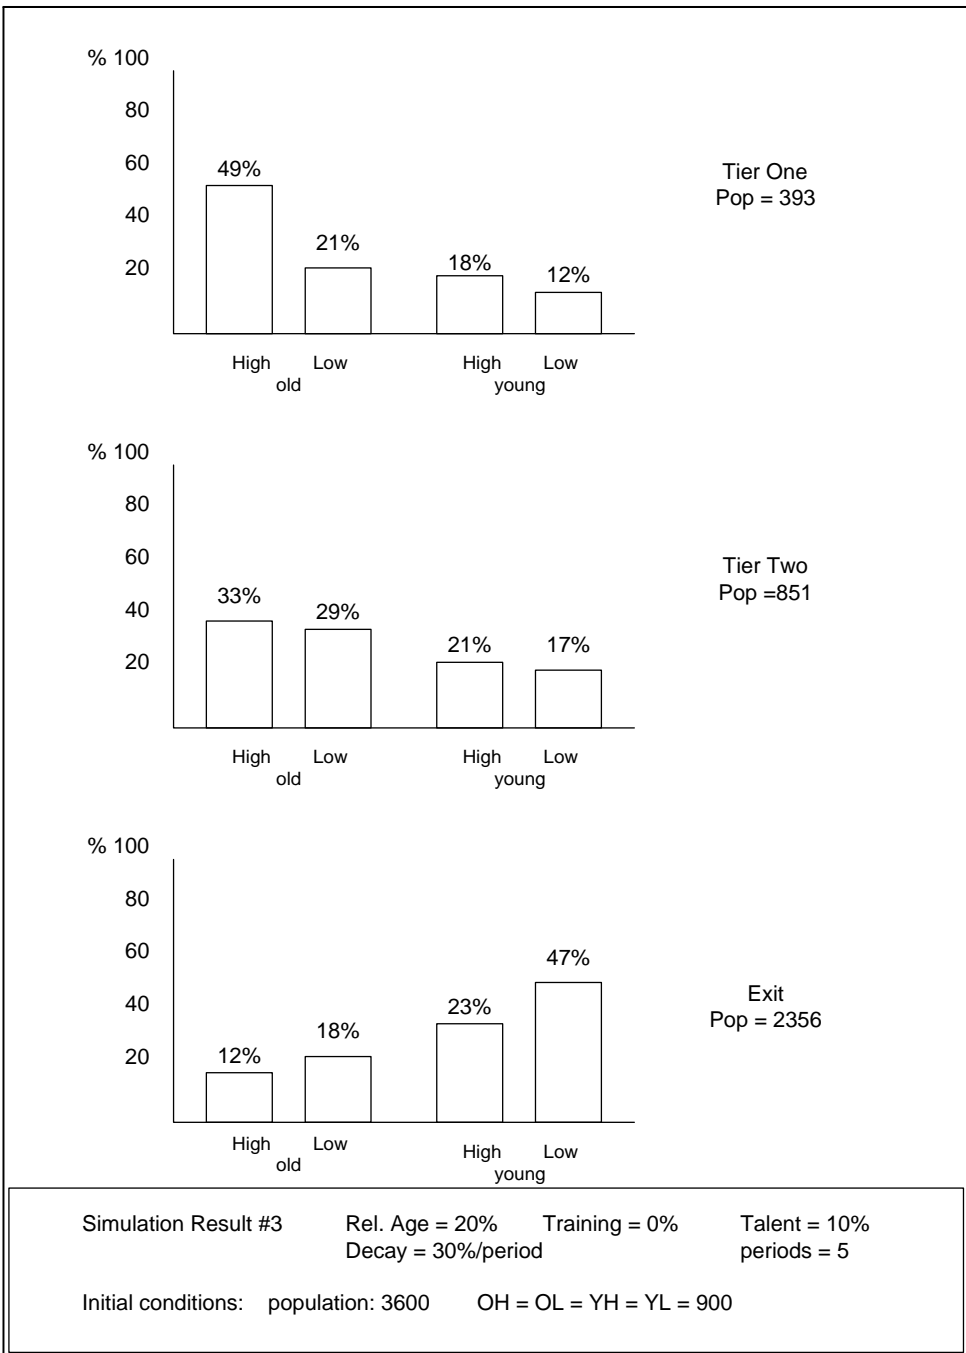 % 100
80
60
40
20
49%
21%
18%
12%
High Low High Low
old young
Tier One
Pop = 393
% 100
80
60
40
20
33%
29%
21%
17%
High Low High Low
old young
Tier Two
Pop =851
% 100
80
60
40
20
12%
18%
23%
47%
High Low High Low
old young
Exit
Pop = 2356
Simulation Result #3 Rel. Age = 20% Training = 0% Talent = 10%
Decay = 30%/period periods = 5
Initial conditions: population: 3600 OH = OL = YH = YL = 900